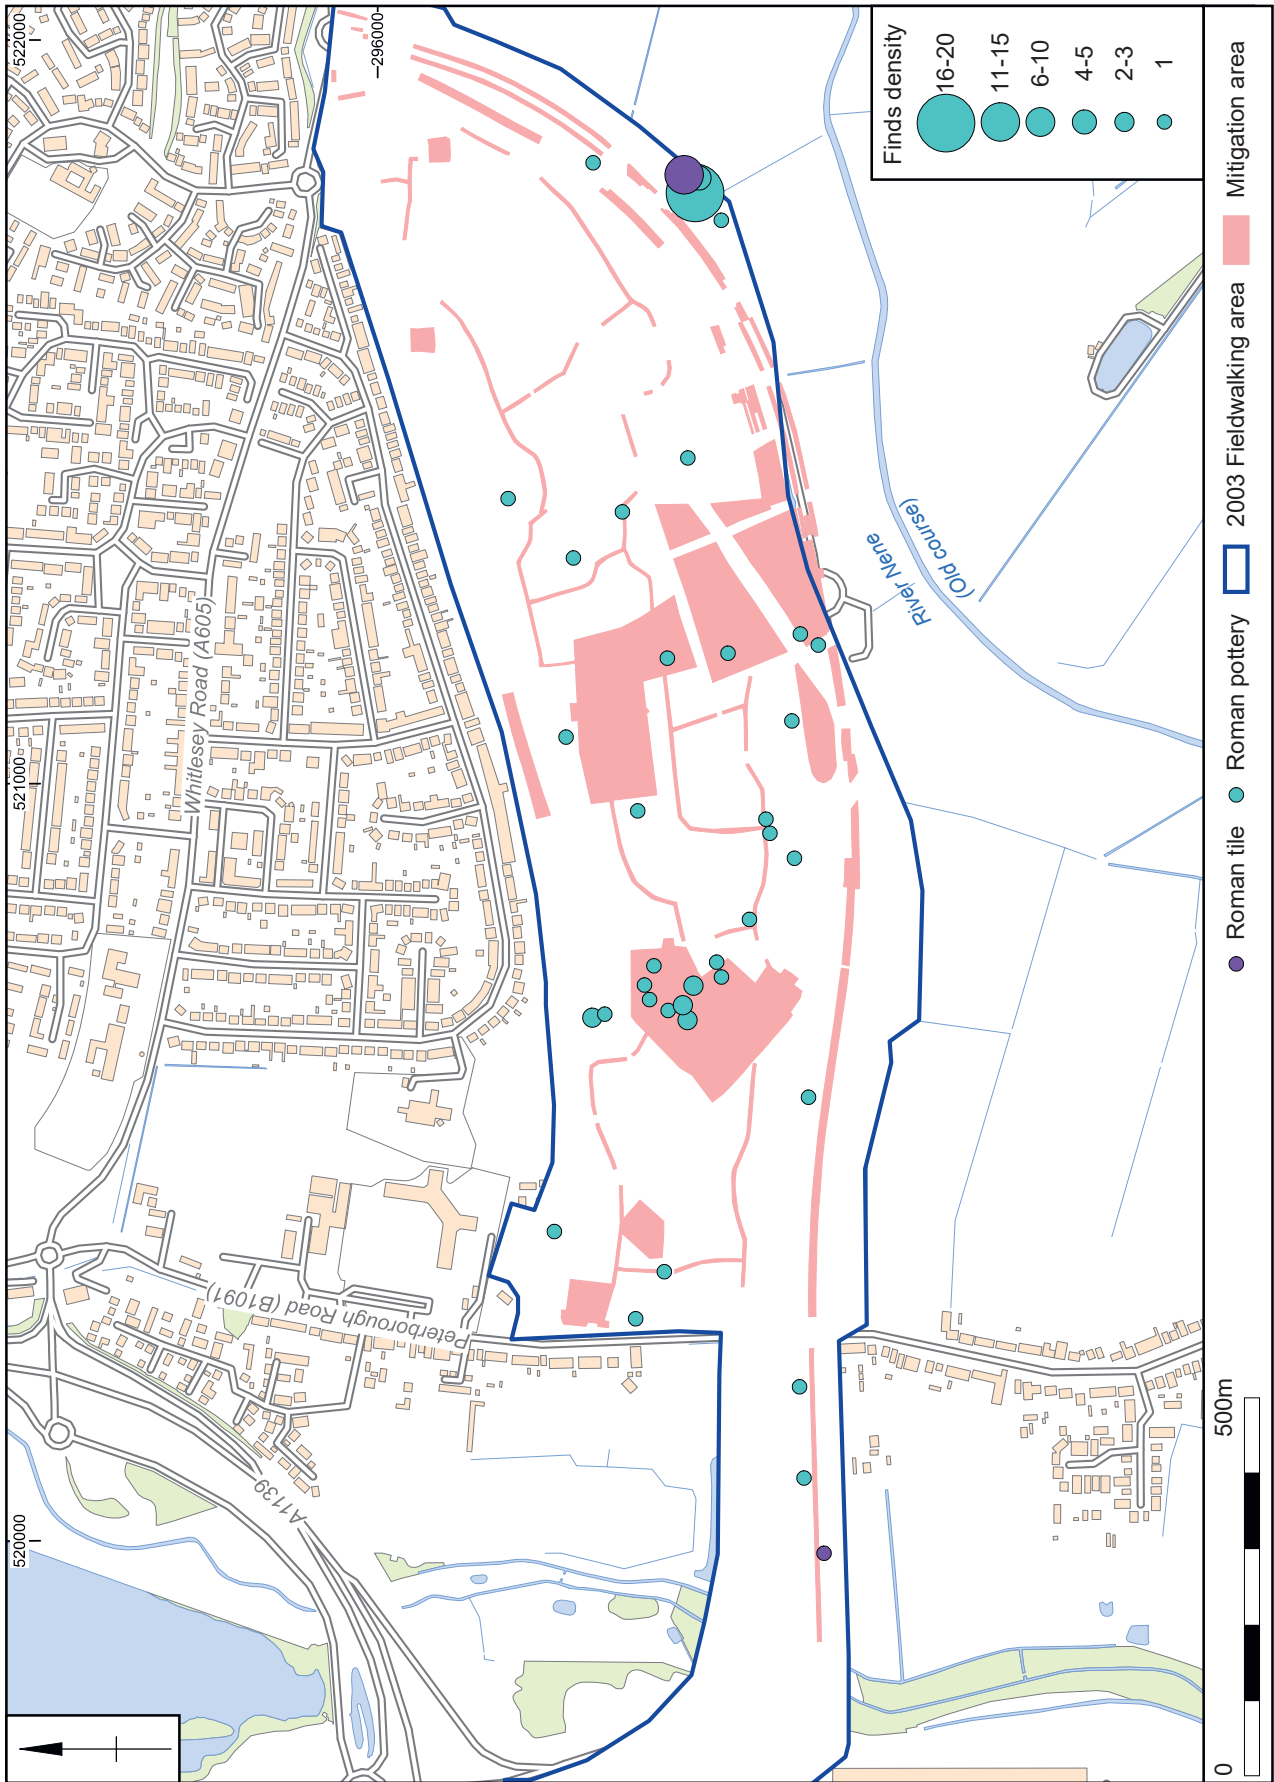 520000
521000
522000
296000
Whitlesey Road (A605)
Peterborough Road (B1091)
A1139
River Nene
(Old course)
Finds density
16-20
11-15
6-10
4-5
2-3
1
0
500m
Roman tile
Roman pottery
2003 Fieldwalking area
Mitigation area